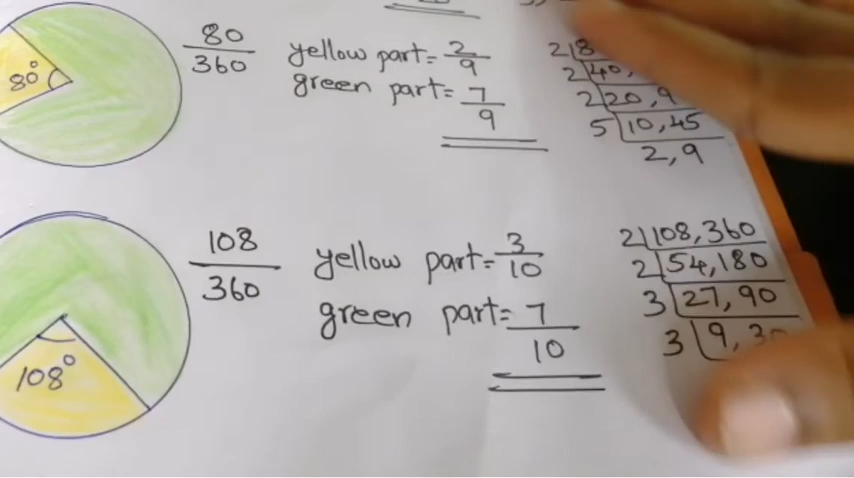 80°
80
360
yellow part = 2/9
green part = 7/9
2 8
2 40,
2 20, 9
5 10, 45
2, 9
108°
108
360
yellow part = 3/10
green part = 7/10
2 108, 360
2 54, 180
3 27, 90
3 9, 30